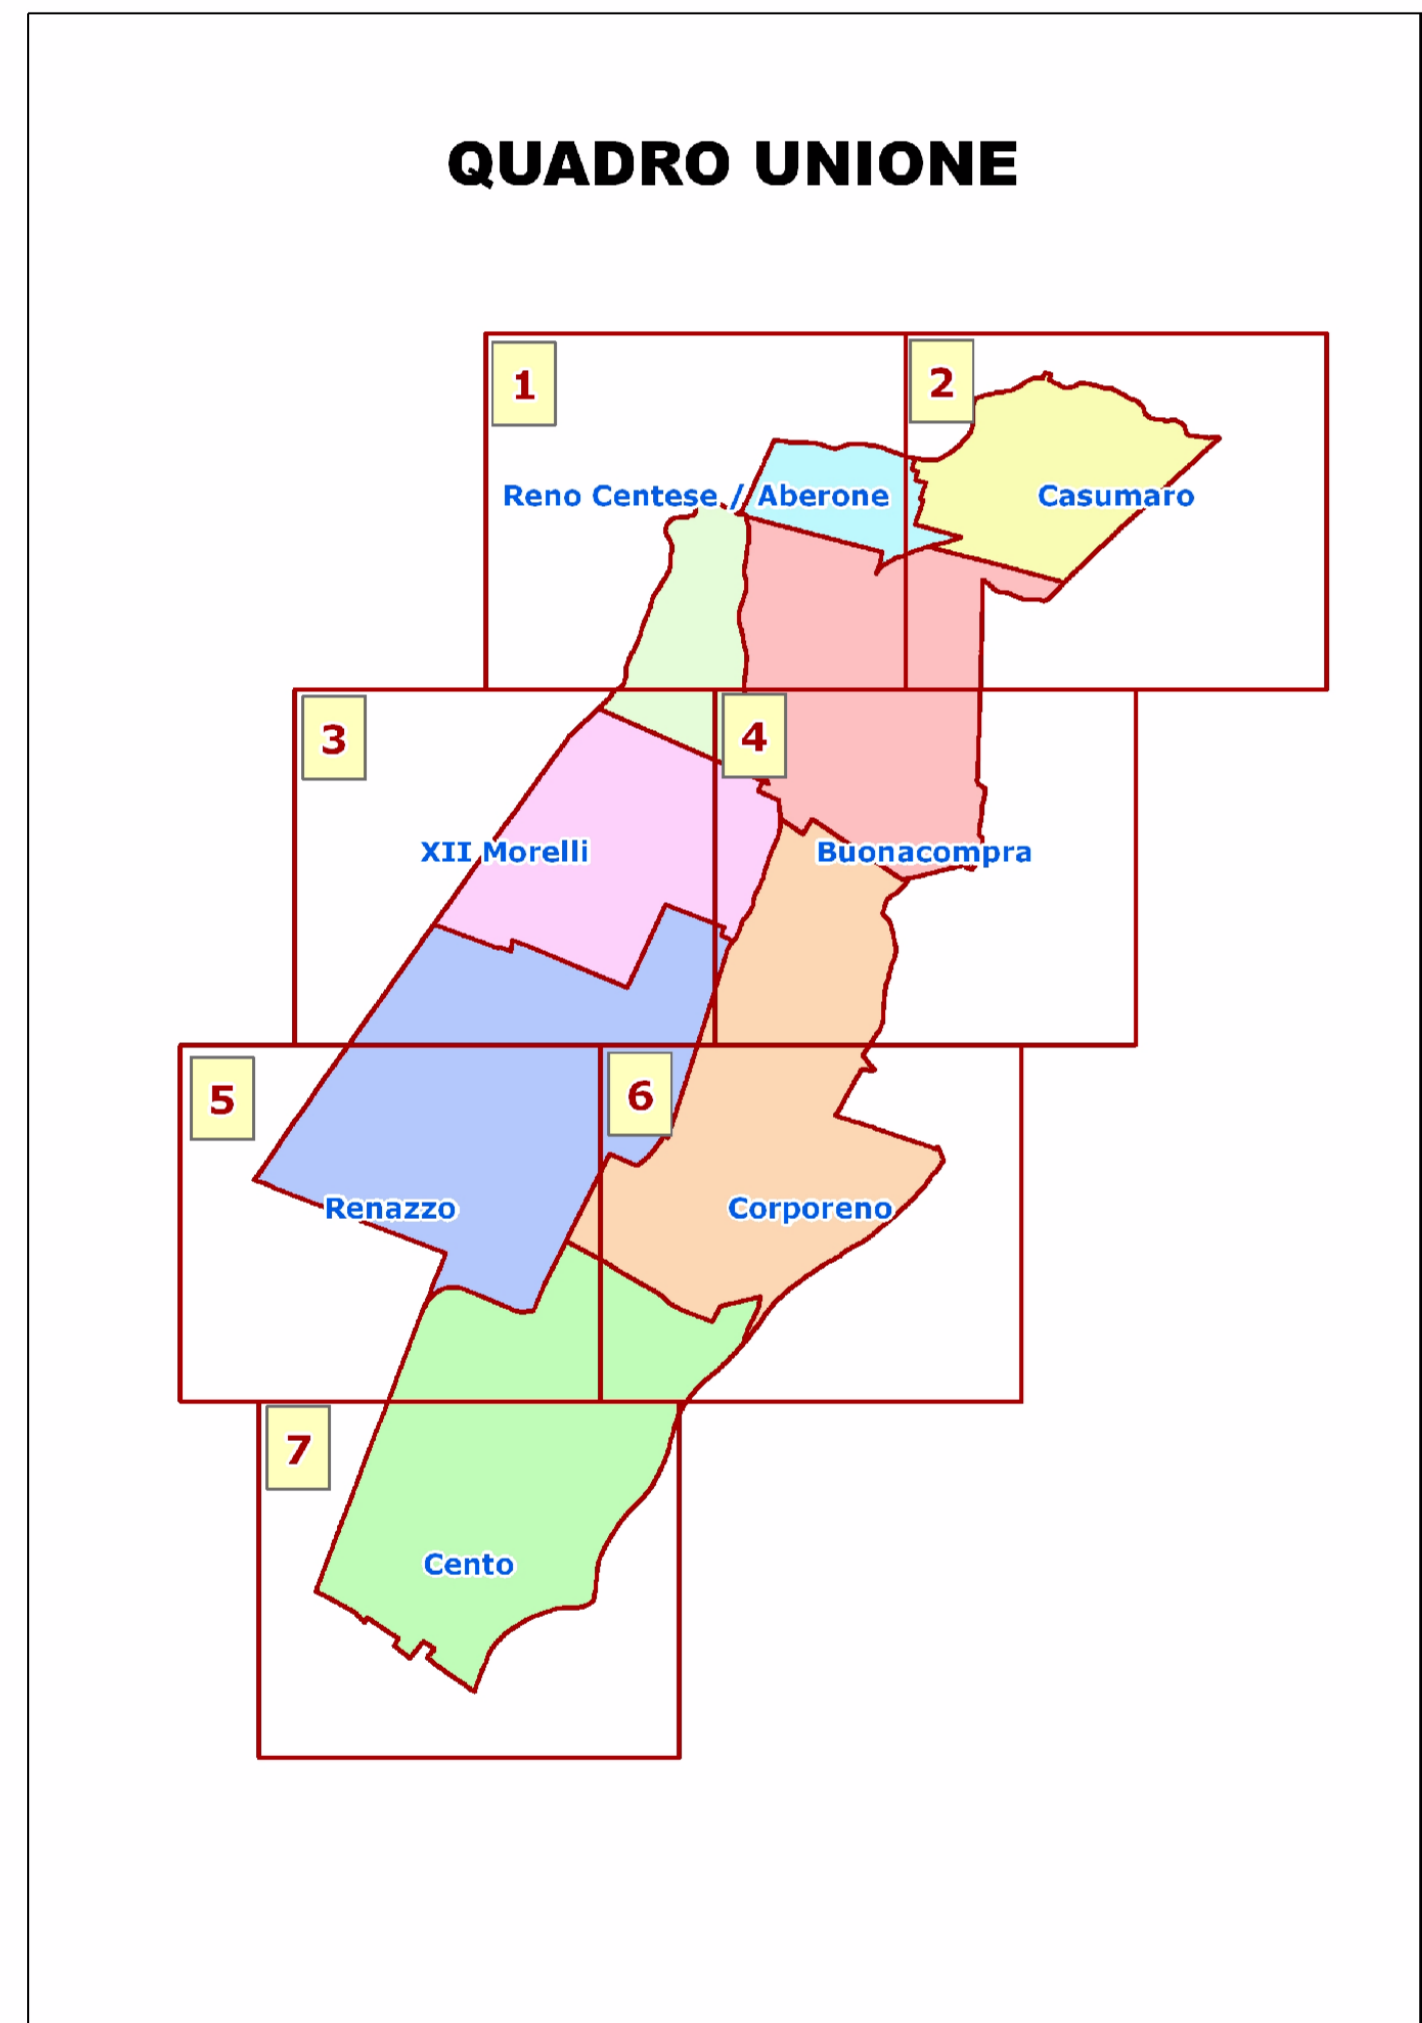 QUADRO UNIONE
1
2
Reno Centese / Aberone
Casumaro
3
4
XII Morelli
Buonacompra
5
6
Renazzo
Corporeno
7
Cento